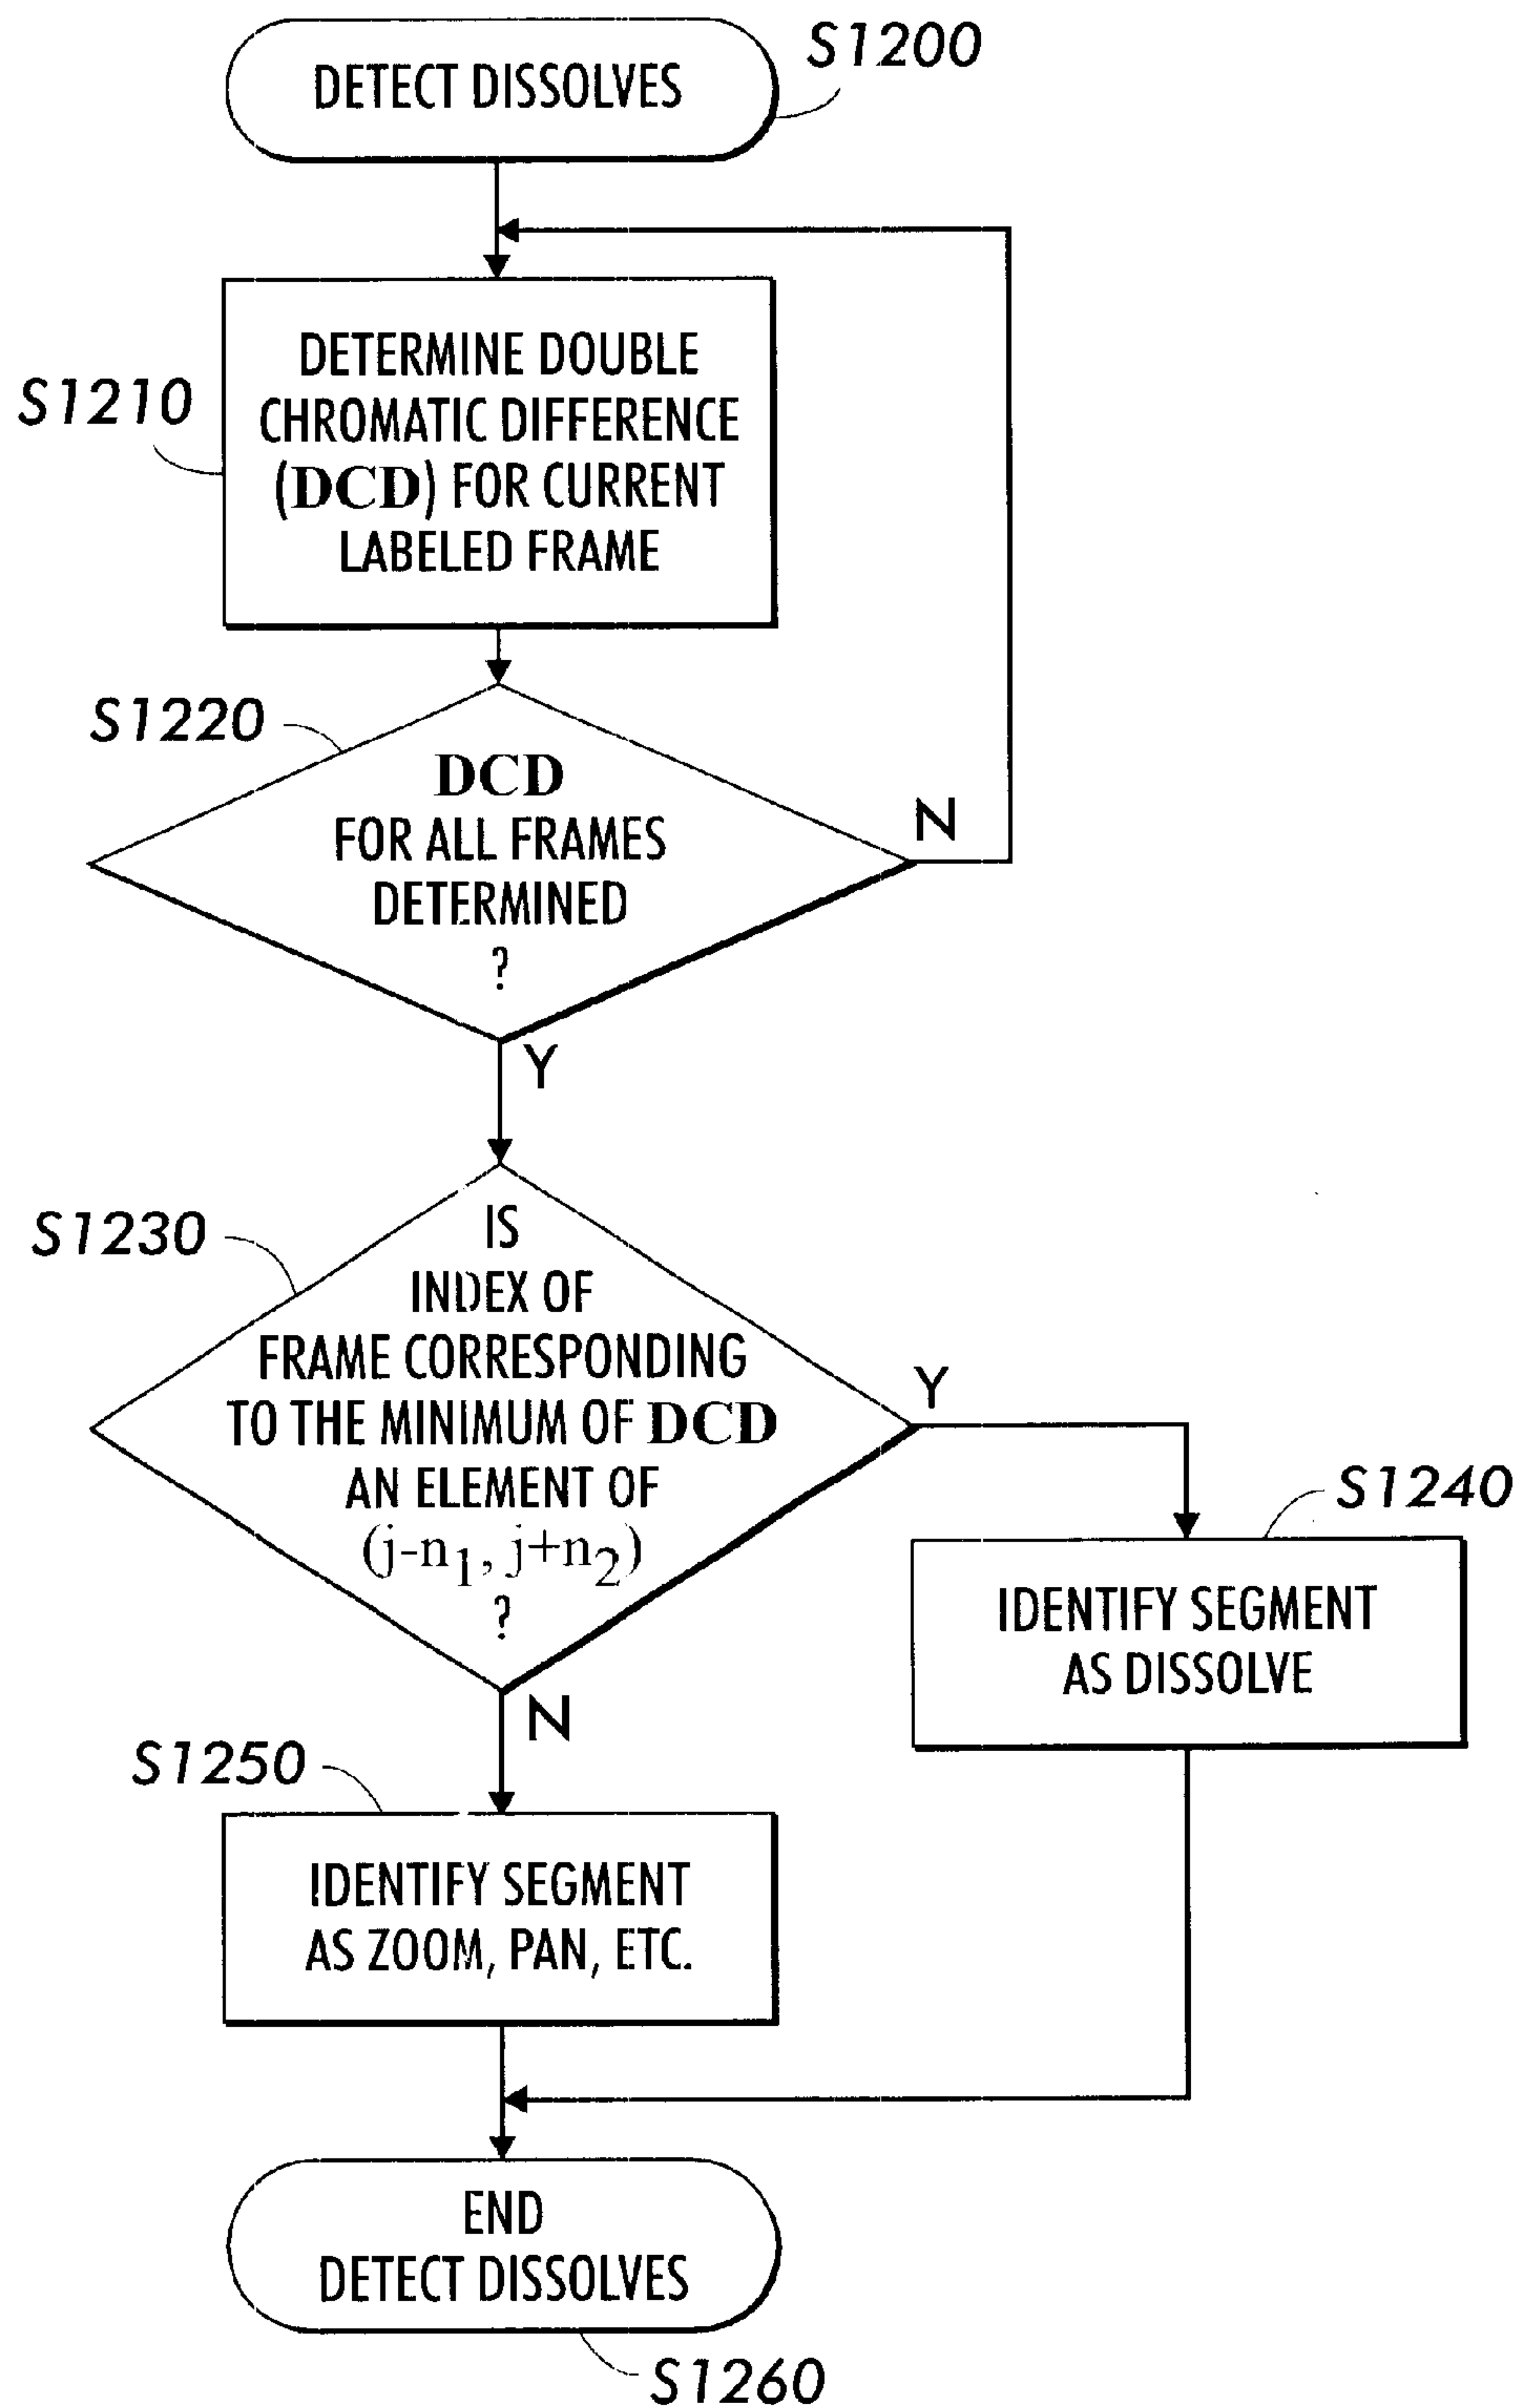 S1200
DETECT DISSOLVES
S1210
DETERMINE DOUBLE
CHROMATIC DIFFERENCE
(DCD) FOR CURRENT
LABELED FRAME
S1220
DCD
FOR ALL FRAMES
DETERMINED
?
N
Y
S1230
IS
INDEX OF
FRAME CORRESPONDING
TO THE MINIMUM OF DCD
AN ELEMENT OF
(j-n₁, j+n₂)
?
Y
N
S1240
IDENTIFY SEGMENT
AS DISSOLVE
S1250
IDENTIFY SEGMENT
AS ZOOM, PAN, ETC.
END
DETECT DISSOLVES
S1260